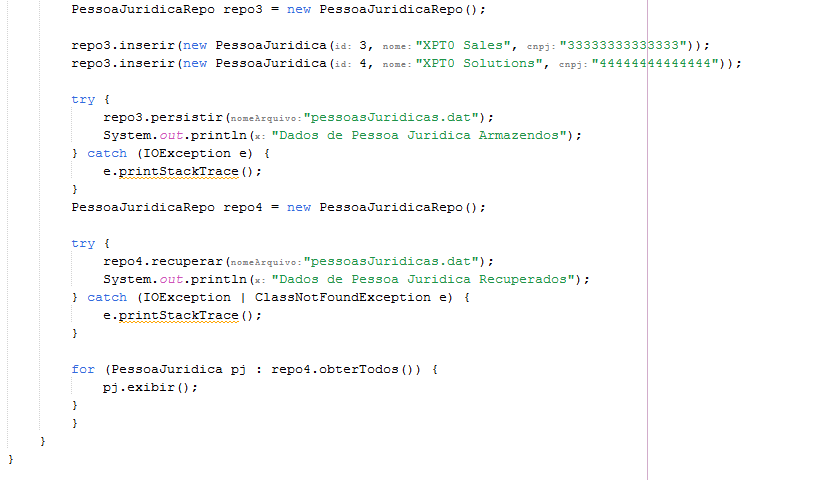 PessoaJuridicaRepo repo3 = new PessoaJuridicaRepo();
repo3.inserir(new PessoaJuridica(id: 3, nome: "XPT0 Sales", cnpj: "33333333333333"));
repo3.inserir(new PessoaJuridica(id: 4, nome: "XPT0 Solutions", cnpj: "44444444444444"));
try {
repo3.persistir(nomeArquivo: "pessoasJuridicas.dat");
System.out.println(x: "Dados de Pessoa Juridica Armazendos");
} catch (IOException e) {
e.printStackTrace();
}
PessoaJuridicaRepo repo4 = new PessoaJuridicaRepo();
try {
repo4.recuperar(nomeArquivo: "pessoasJuridicas.dat");
System.out.println(x: "Dados de Pessoa Juridica Recuperados");
} catch (IOException | ClassNotFoundException e) {
e.printStackTrace();
}
for (PessoaJuridica pj : repo4.obterTodos()) {
pj.exibir();
}
}
}
}